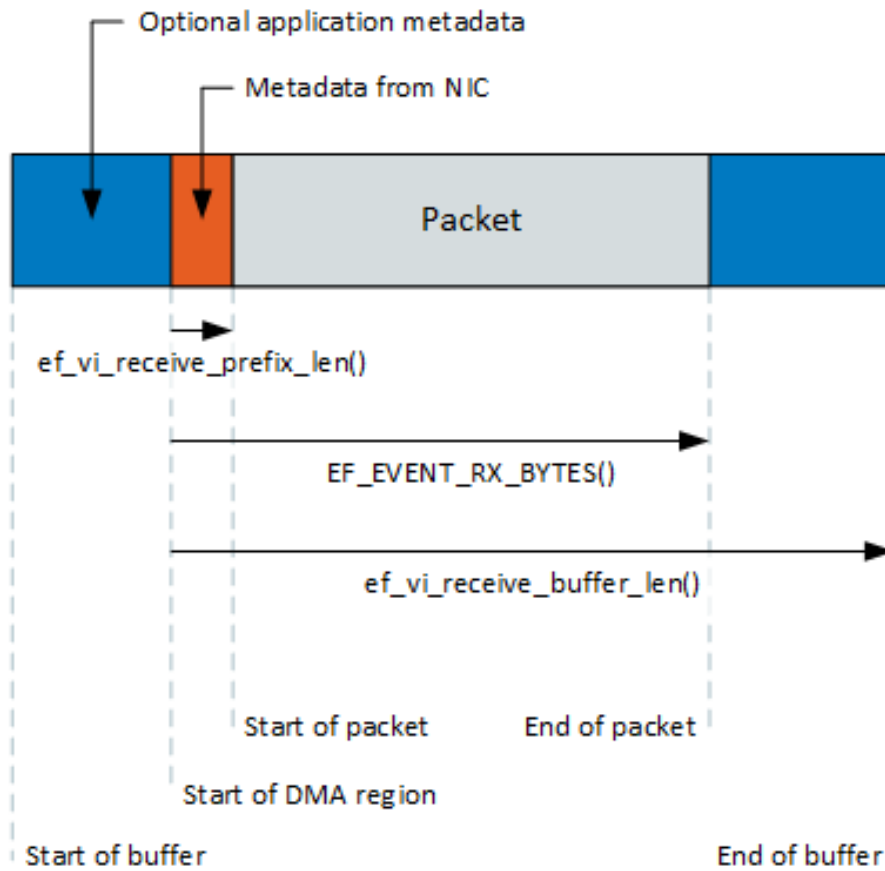 Optional application metadata
Metadata from NIC
Packet
ef_vi_receive_prefix_len()
EF_EVENT_RX_BYTES()
ef_vi_receive_buffer_len()
Start of packet
End of packet
Start of DMA region
Start of buffer
End of buffer